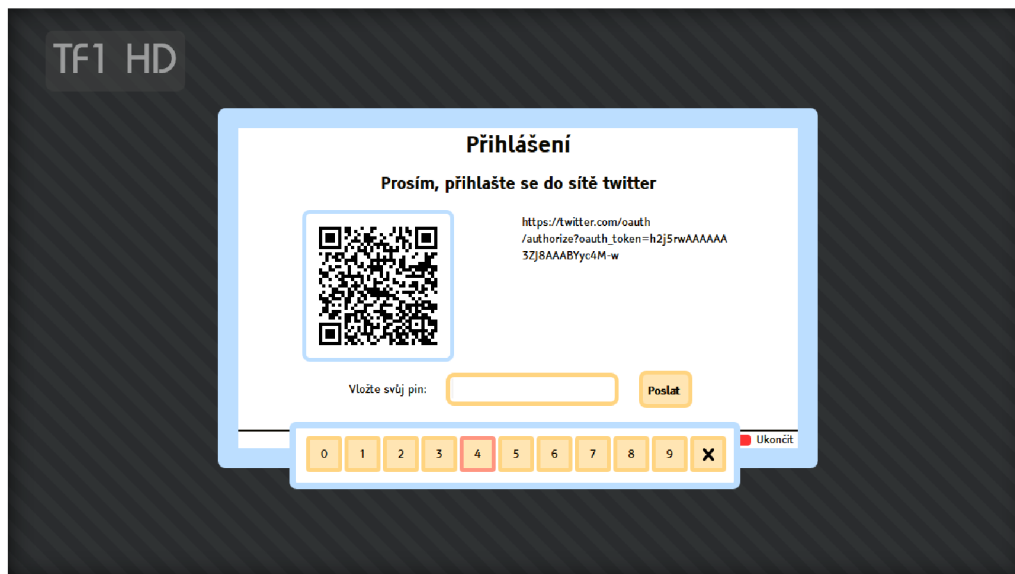 TF1 HD
Přihlášení
Prosím, přihlašte se do sítě twitter
https://twitter.com/oauth
/authorize?oauth_token=h2j5rwAAAAAA
3ZJ8AAABYyc4M-w
Vložte svůj pin:
Poslat
Ukončit
0 1 2 3 4 5 6 7 8 9 X